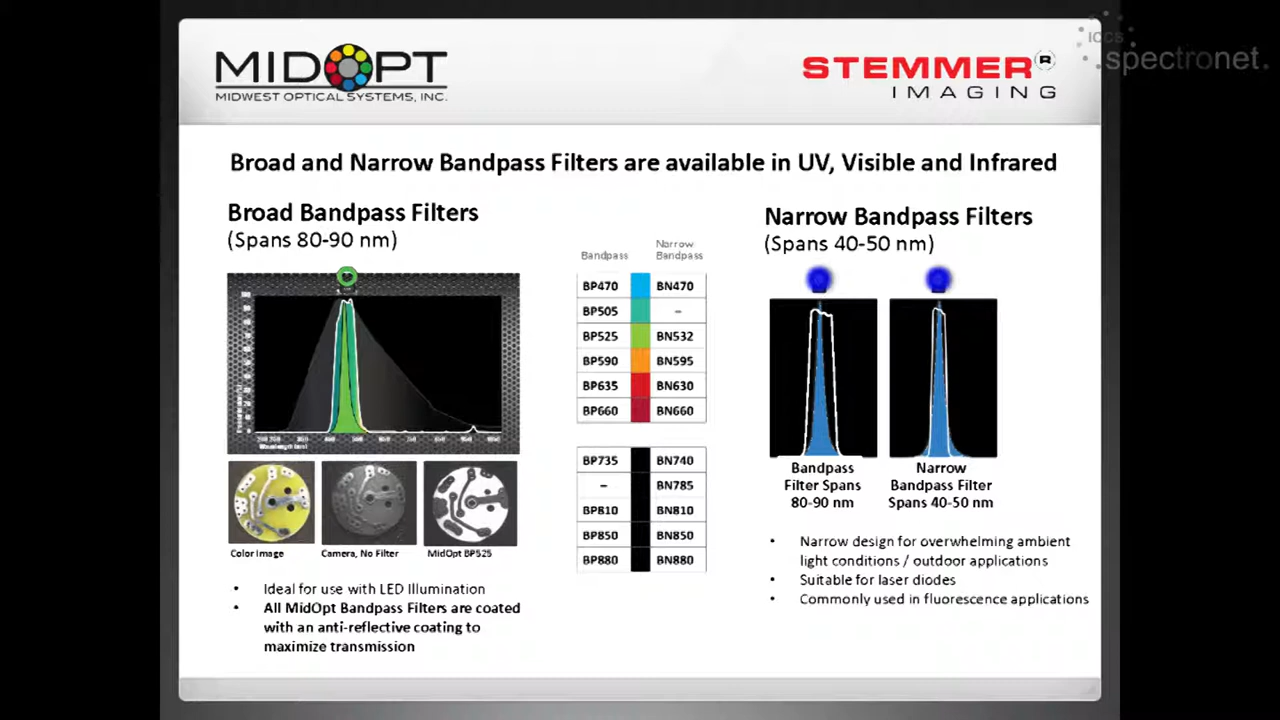 ICCS
spectronet.
MIDOPT
MIDWEST OPTICAL SYSTEMS, INC.
STEMMER®
IMAGING
Broad and Narrow Bandpass Filters are available in UV, Visible and Infrared
Broad Bandpass Filters
(Spans 80-90 nm)
Color Image
Camera, No Filter
MidOpt BP525
• Ideal for use with LED Illumination
• All MidOpt Bandpass Filters are coated
with an anti-reflective coating to
maximize transmission
Bandpass
Narrow
Bandpass
BP470 BN470
BP505 –
BP525 BN532
BP590 BN595
BP635 BN630
BP660 BN660
BP735 BN740
– BN785
BP810 BN810
BP850 BN850
BP880 BN880
Narrow Bandpass Filters
(Spans 40-50 nm)
Bandpass
Filter Spans
80-90 nm
Narrow
Bandpass Filter
Spans 40-50 nm
• Narrow design for overwhelming ambient
light conditions / outdoor applications
• Suitable for laser diodes
• Commonly used in fluorescence applications